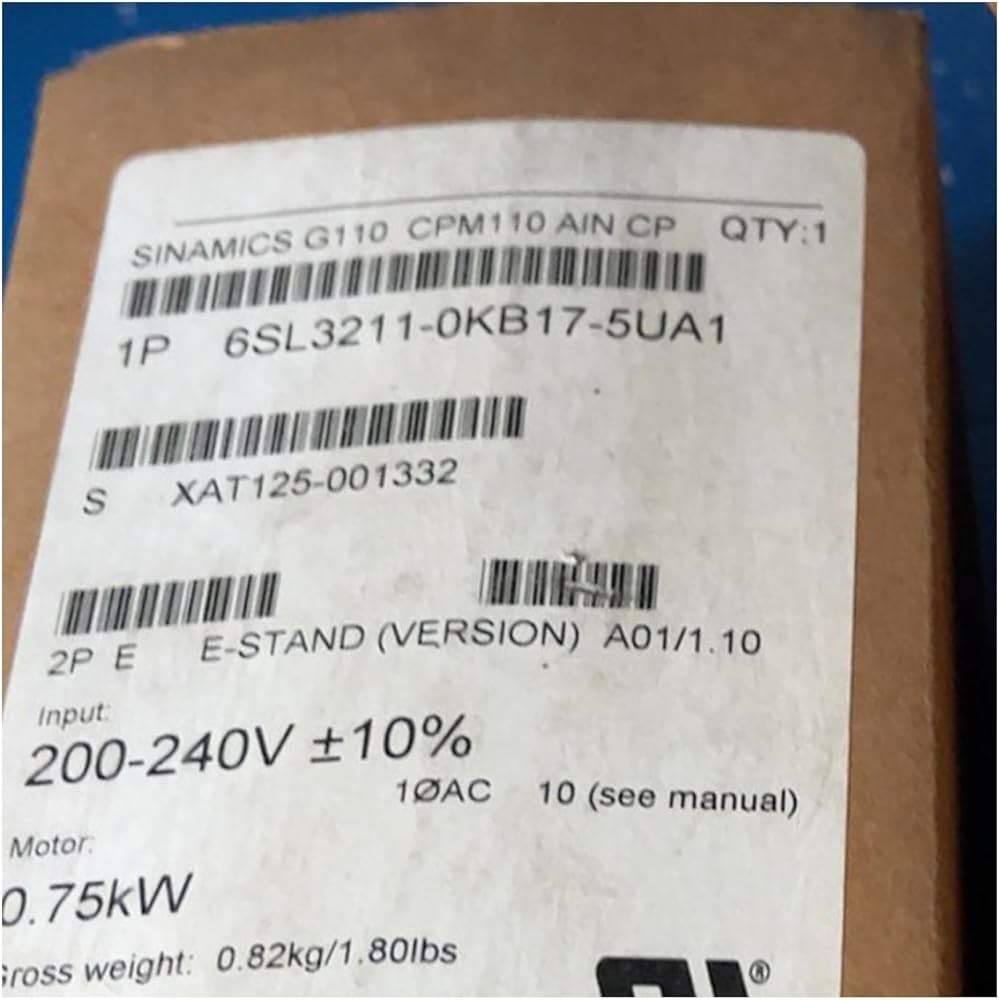 SINAMICS G110 CPM110 AIN CP QTY:1
1P 6SL3211-0KB17-5UA1
S XAT125-001332
2P E E-STAND (VERSION) A01/1.10
Input:
200-240V ±10%
1ØAC 10 (see manual)
Motor:
0.75kW
Gross weight: 0.82kg/1.80lbs
®